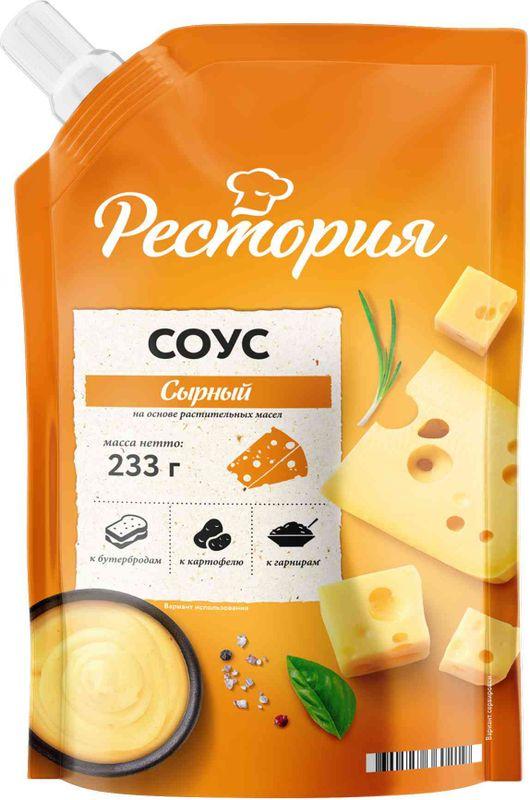 Рестория
СОУС
Сырный
на основе растительных масел
масса нетто:
233 г
к бутербродам
к картофелю
к гарнирам
Вариант использования
Вариант сервировки